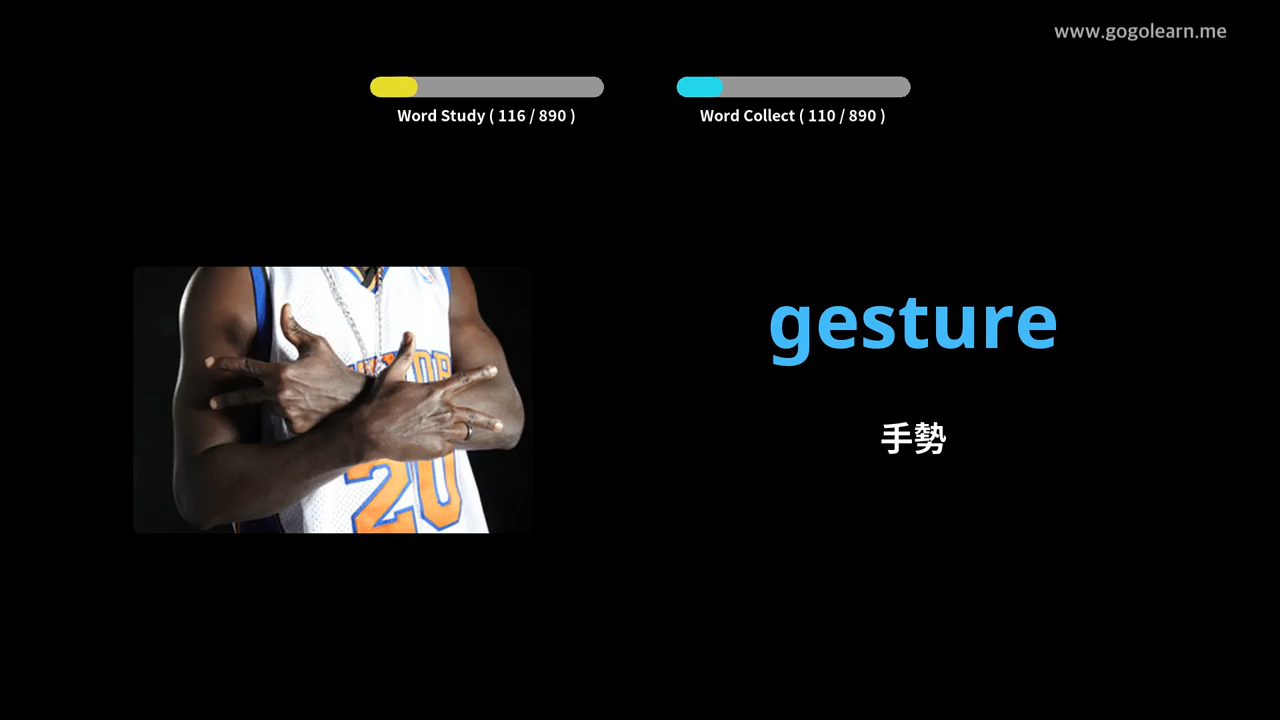 www.gogolearn.me
Word Study ( 116 / 890 )
Word Collect ( 110 / 890 )
gesture
手勢
20